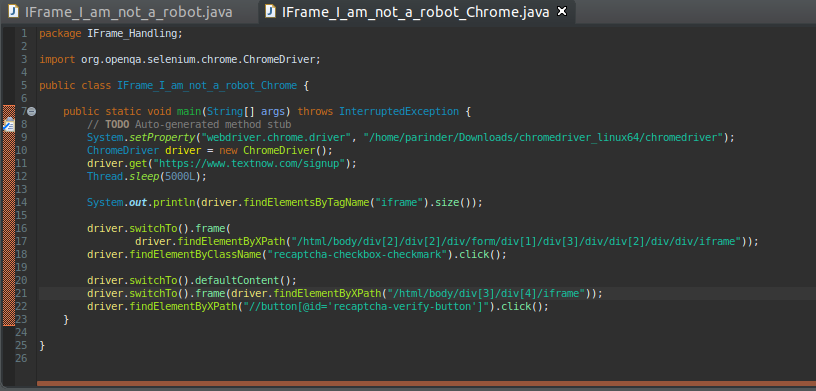 IFrame_I_am_not_a_robot.java IFrame_I_am_not_a_robot_Chrome.java
1 package IFrame_Handling;
2
3 import org.openqa.selenium.chrome.ChromeDriver;
4
5 public class IFrame_I_am_not_a_robot_Chrome {
6
7 public static void main(String[] args) throws InterruptedException {
8 // TODO Auto-generated method stub
9 System.setProperty("webdriver.chrome.driver", "/home/parinder/Downloads/chromedriver_linux64/chromedriver");
10 ChromeDriver driver = new ChromeDriver();
11 driver.get("https://www.textnow.com/signup");
12 Thread.sleep(5000L);
13
14 System.out.println(driver.findElementsByTagName("iframe").size());
15
16 driver.switchTo().frame(
17 driver.findElementByXPath("/html/body/div[2]/div[2]/div/form/div[1]/div[3]/div/div[2]/div/div/iframe"));
18 driver.findElementByClassName("recaptcha-checkbox-checkmark").click();
19
20 driver.switchTo().defaultContent();
21 driver.switchTo().frame(driver.findElementByXPath("/html/body/div[3]/div[4]/iframe"));
22 driver.findElementByXPath("//button[@id='recaptcha-verify-button']").click();
23 }
24
25 }
26